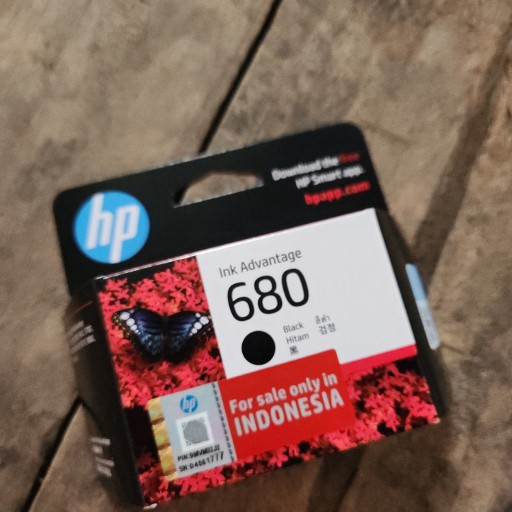 Download the free
HP Smart app.
hpapp.com
hp
Ink Advantage
680
Black
Hitam
黑
สีดำ
검정
For sale only in
INDONESIA
hp